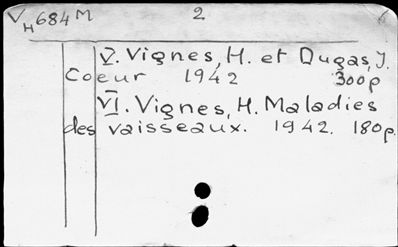 VH684M 2
V. Vignes, H. et Dugas, J.
Coeur 1942 300p
VI. Vignes, H. Maladies
des vaisseaux. 1942. 180p.